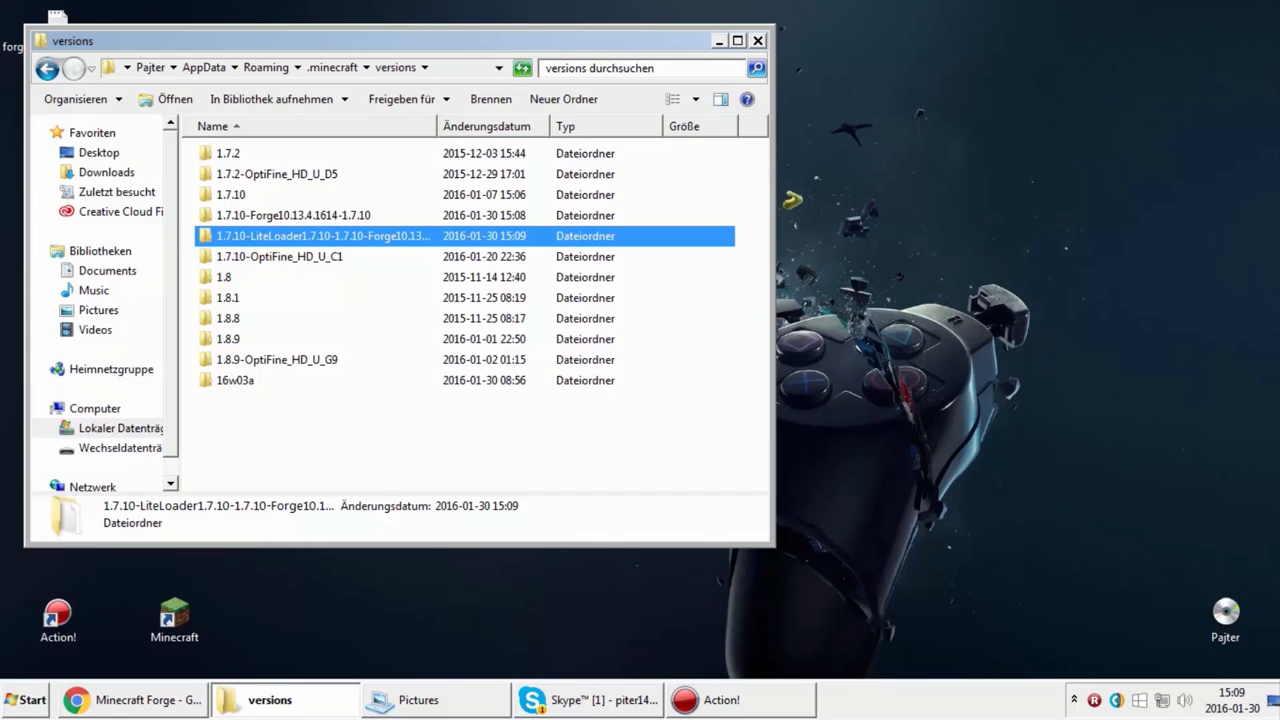 forg
versions
Pajter AppData Roaming .minecraft versions
versions durchsuchen
Organisieren Öffnen In Bibliothek aufnehmen Freigeben für Brennen Neuer Ordner
Name Änderungsdatum Typ Größe
Favoriten
Desktop
Downloads
Zuletzt besucht
Creative Cloud Fi
Bibliotheken
Documents
Music
Pictures
Videos
Heimnetzgruppe
Computer
Lokaler Datenträg
Wechseldatenträ
Netzwerk
1.7.2 2015-12-03 15:44 Dateiordner
1.7.2-OptiFine_HD_U_D5 2015-12-29 17:01 Dateiordner
1.7.10 2016-01-07 15:06 Dateiordner
1.7.10-Forge10.13.4.1614-1.7.10 2016-01-30 15:08 Dateiordner
1.7.10-LiteLoader1.7.10-1.7.10-Forge10.13... 2016-01-30 15:09 Dateiordner
1.7.10-OptiFine_HD_U_C1 2016-01-20 22:36 Dateiordner
1.8 2015-11-14 12:40 Dateiordner
1.8.1 2015-11-25 08:19 Dateiordner
1.8.8 2015-11-25 08:17 Dateiordner
1.8.9 2016-01-01 22:50 Dateiordner
1.8.9-OptiFine_HD_U_G9 2016-01-02 01:15 Dateiordner
16w03a 2016-01-30 08:56 Dateiordner
1.7.10-LiteLoader1.7.10-1.7.10-Forge10.1... Änderungsdatum: 2016-01-30 15:09
Dateiordner
Action!
Minecraft
Pajter
Start
Minecraft Forge - G...
versions
Pictures
Skype™ [1] - piter14...
Action!
15:09
2016-01-30